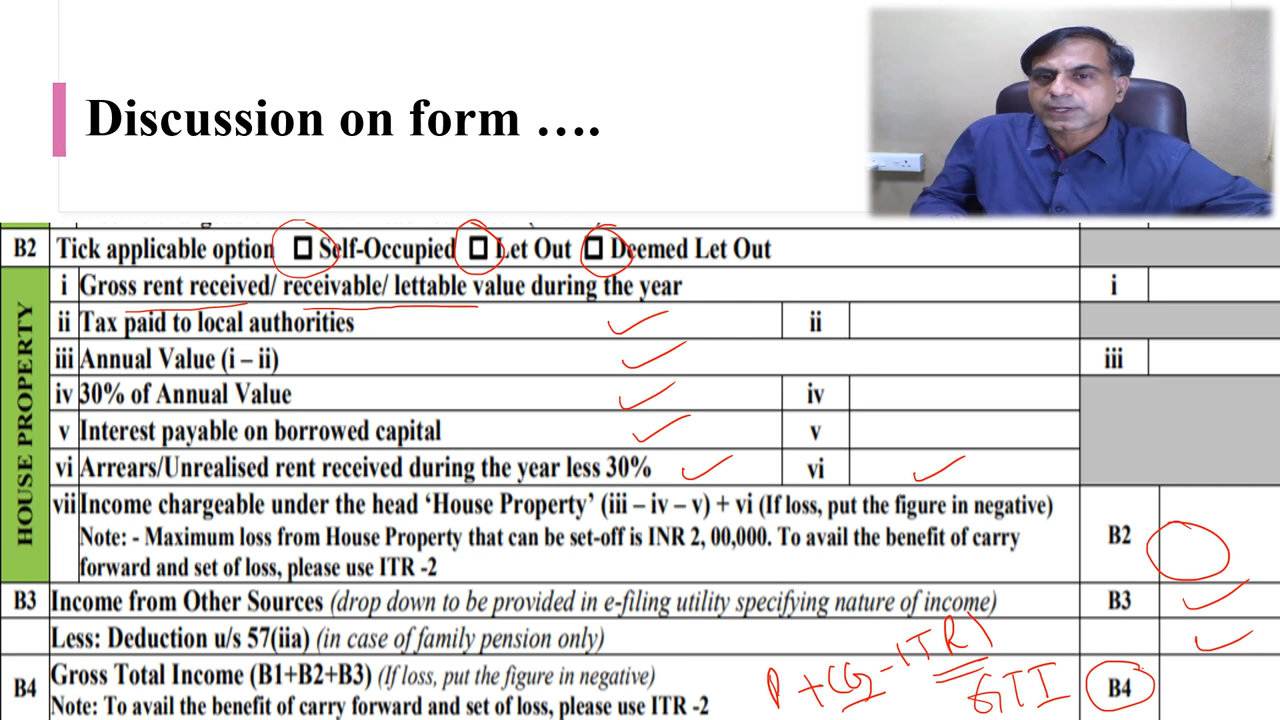 Discussion on form ….
B2 Tick applicable option Self-Occupied Let Out Deemed Let Out
HOUSE PROPERTY
i Gross rent received/ receivable/ lettable value during the year i
ii Tax paid to local authorities ii
iii Annual Value (i – ii) iii
iv 30% of Annual Value iv
v Interest payable on borrowed capital v
vi Arrears/Unrealised rent received during the year less 30% vi
vii Income chargeable under the head ‘House Property’ (iii – iv – v) + vi (If loss, put the figure in negative)
Note: - Maximum loss from House Property that can be set-off is INR 2, 00,000. To avail the benefit of carry B2
forward and set of loss, please use ITR -2
B3 Income from Other Sources (drop down to be provided in e-filing utility specifying nature of income) B3
Less: Deduction u/s 57(iia) (in case of family pension only)
ITR1
B4 Gross Total Income (B1+B2+B3) (If loss, put the figure in negative) GTI B4
Note: To avail the benefit of carry forward and set of loss, please use ITR -2